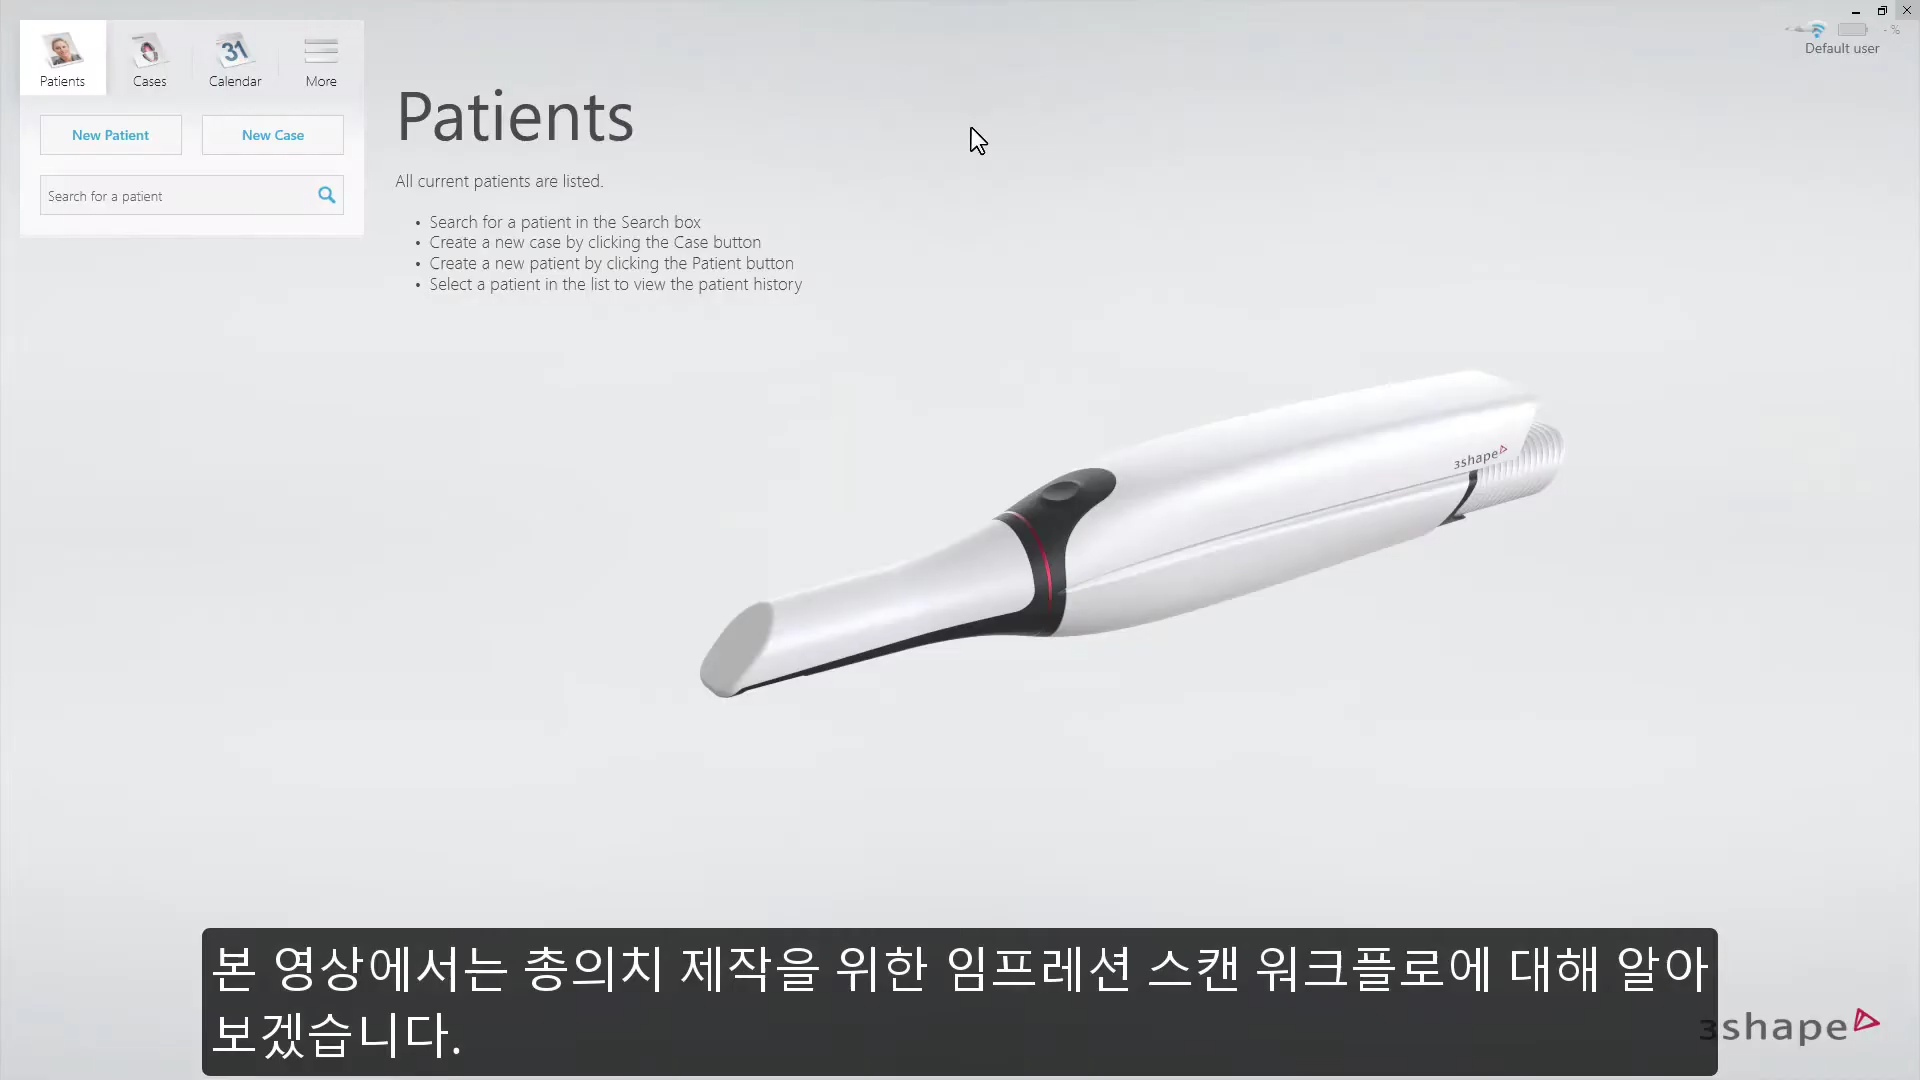 Default user
Patients
Cases
31
Calendar
More
New Patient
New Case
Search for a patient
Patients
All current patients are listed.
• Search for a patient in the Search box
• Create a new case by clicking the Case button
• Create a new patient by clicking the Patient button
• Select a patient in the list to view the patient history
3shape
본 영상에서는 총의치 제작을 위한 임프레션 스캔 워크플로에 대해 알아
보겠습니다.
3shape